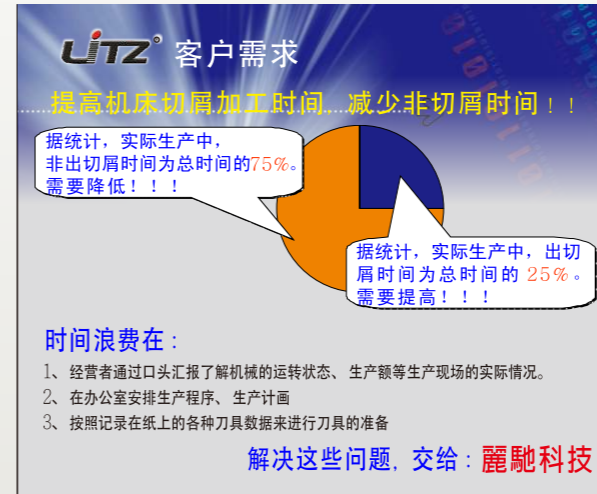 LiTZ® 客户需求
提高机床切屑加工时间,减少非切屑时间！！
据统计，实际生产中，
非出切屑时间为总时间的75%。
需要降低！！！
据统计，实际生产中，出切
屑时间为总时间的 25%。
需要提高！！！
时间浪费在：
1、经营者通过口头汇报了解机械的运转状态、生产额等生产现场的实际情况。
2、在办公室安排生产程序、生产计画
3、按照记录在纸上的各种刀具数据来进行刀具的准备
解决这些问题，交给：麗馳科技